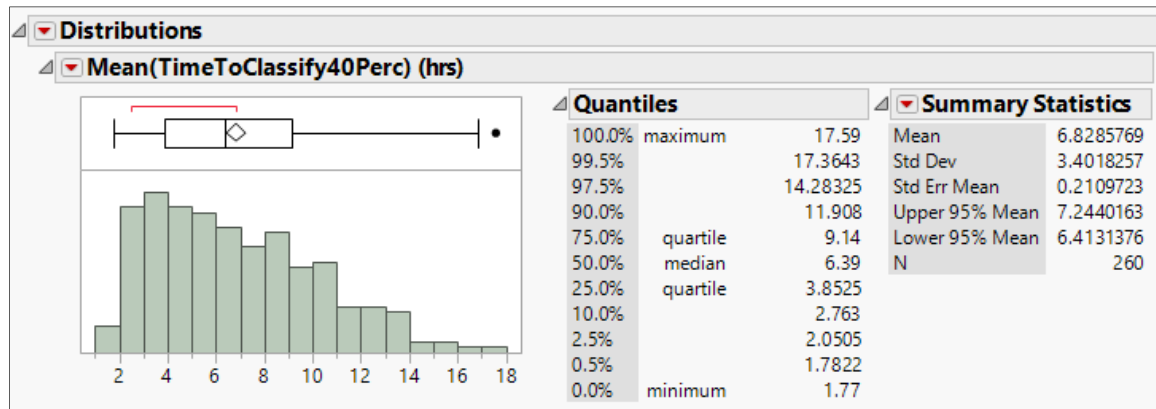 Distributions
Mean(TimeToClassify40Perc) (hrs)
2 4 6 8 10 12 14 16 18
Quantiles
100.0% maximum 17.59
99.5% 17.3643
97.5% 14.28325
90.0% 11.908
75.0% quartile 9.14
50.0% median 6.39
25.0% quartile 3.8525
10.0% 2.763
2.5% 2.0505
0.5% 1.7822
0.0% minimum 1.77
Summary Statistics
Mean 6.8285769
Std Dev 3.4018257
Std Err Mean 0.2109723
Upper 95% Mean 7.2440163
Lower 95% Mean 6.4131376
N 260